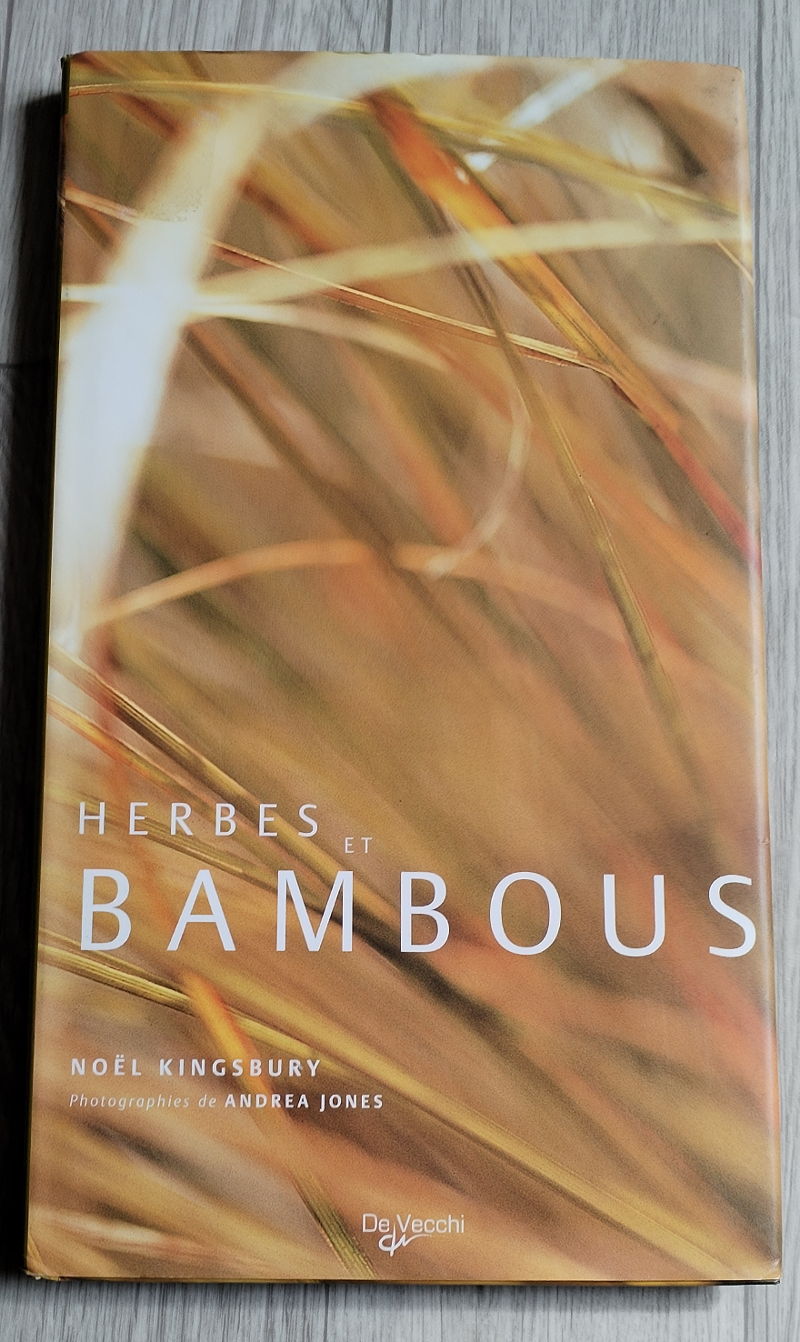 HERBES
ET
BAMBOUS
NOËL KINGSBURY
Photographies de ANDREA JONES
De Vecchi